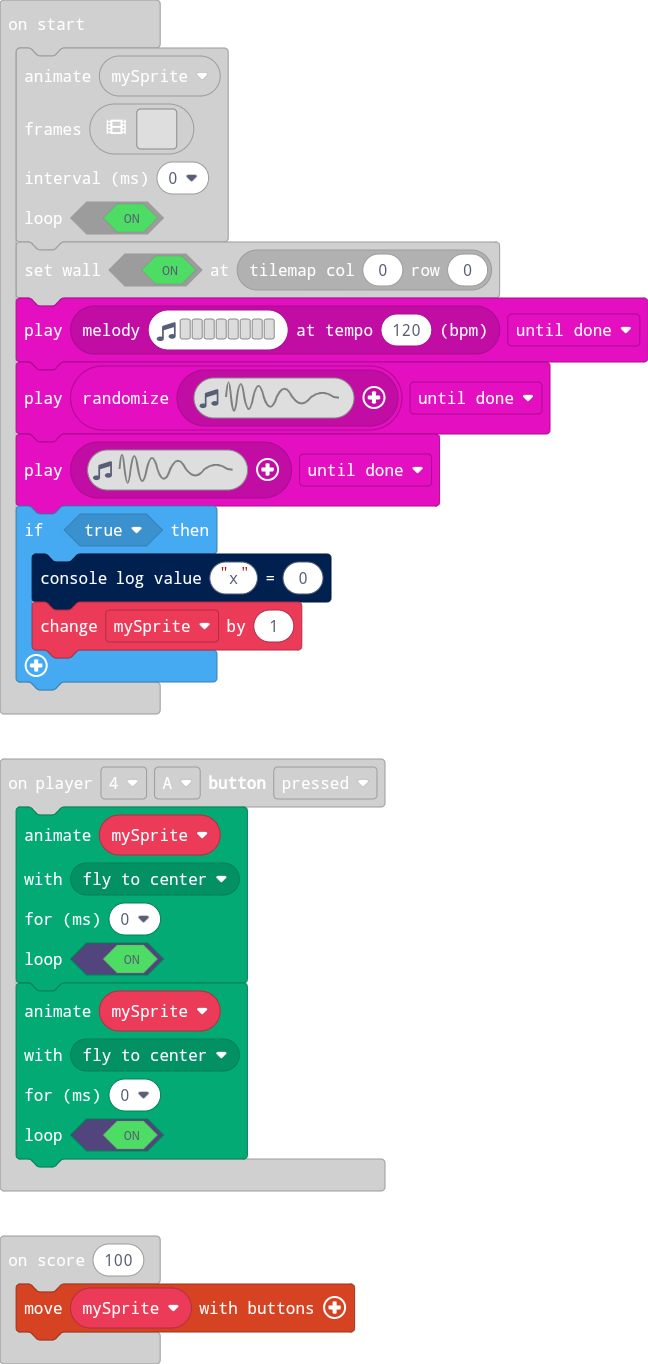 on start
animate mySprite
frames
interval (ms) 0
loop ON
set wall ON at tilemap col 0 row 0
play melody at tempo 120 (bpm) until done
play randomize until done
play until done
if true then
console log value "x" = 0
change mySprite by 1
on player 4 A button pressed
animate mySprite
with fly to center
for (ms) 0
loop ON
animate mySprite
with fly to center
for (ms) 0
loop ON
on score 100
move mySprite with buttons